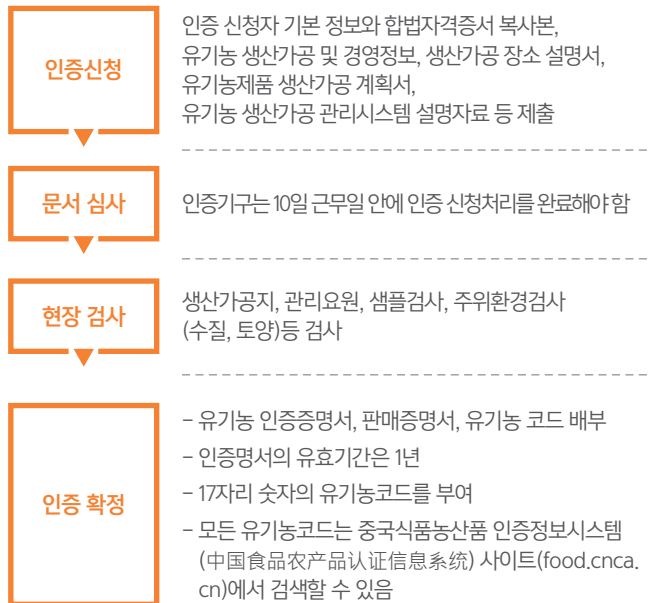 인증신청
인증 신청자 기본 정보와 합법자격증서 복사본,
유기농 생산가공 및 경영정보, 생산가공 장소 설명서,
유기농제품 생산가공 계획서,
유기농 생산가공 관리시스템 설명자료 등 제출
문서 심사
인증기구는 10일 근무일 안에 인증 신청처리를 완료해야 함
현장 검사
생산가공지, 관리요원, 샘플검사, 주위환경검사
(수질, 토양)등 검사
인증 확정
- 유기농 인증증명서, 판매증명서, 유기농 코드 배부
- 인증명서의 유효기간은 1년
- 17자리 숫자의 유기농코드를 부여
- 모든 유기농코드는 중국식품농산품 인증정보시스템
(中国食品农产品认证信息系统) 사이트(food.cnca.
cn)에서 검색할 수 있음